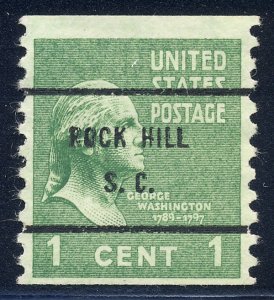 UNITED
STATES
POSTAGE
ROCK HILL
S. C.
GEORGE
WASHINGTON
1789-1797
1 CENT 1